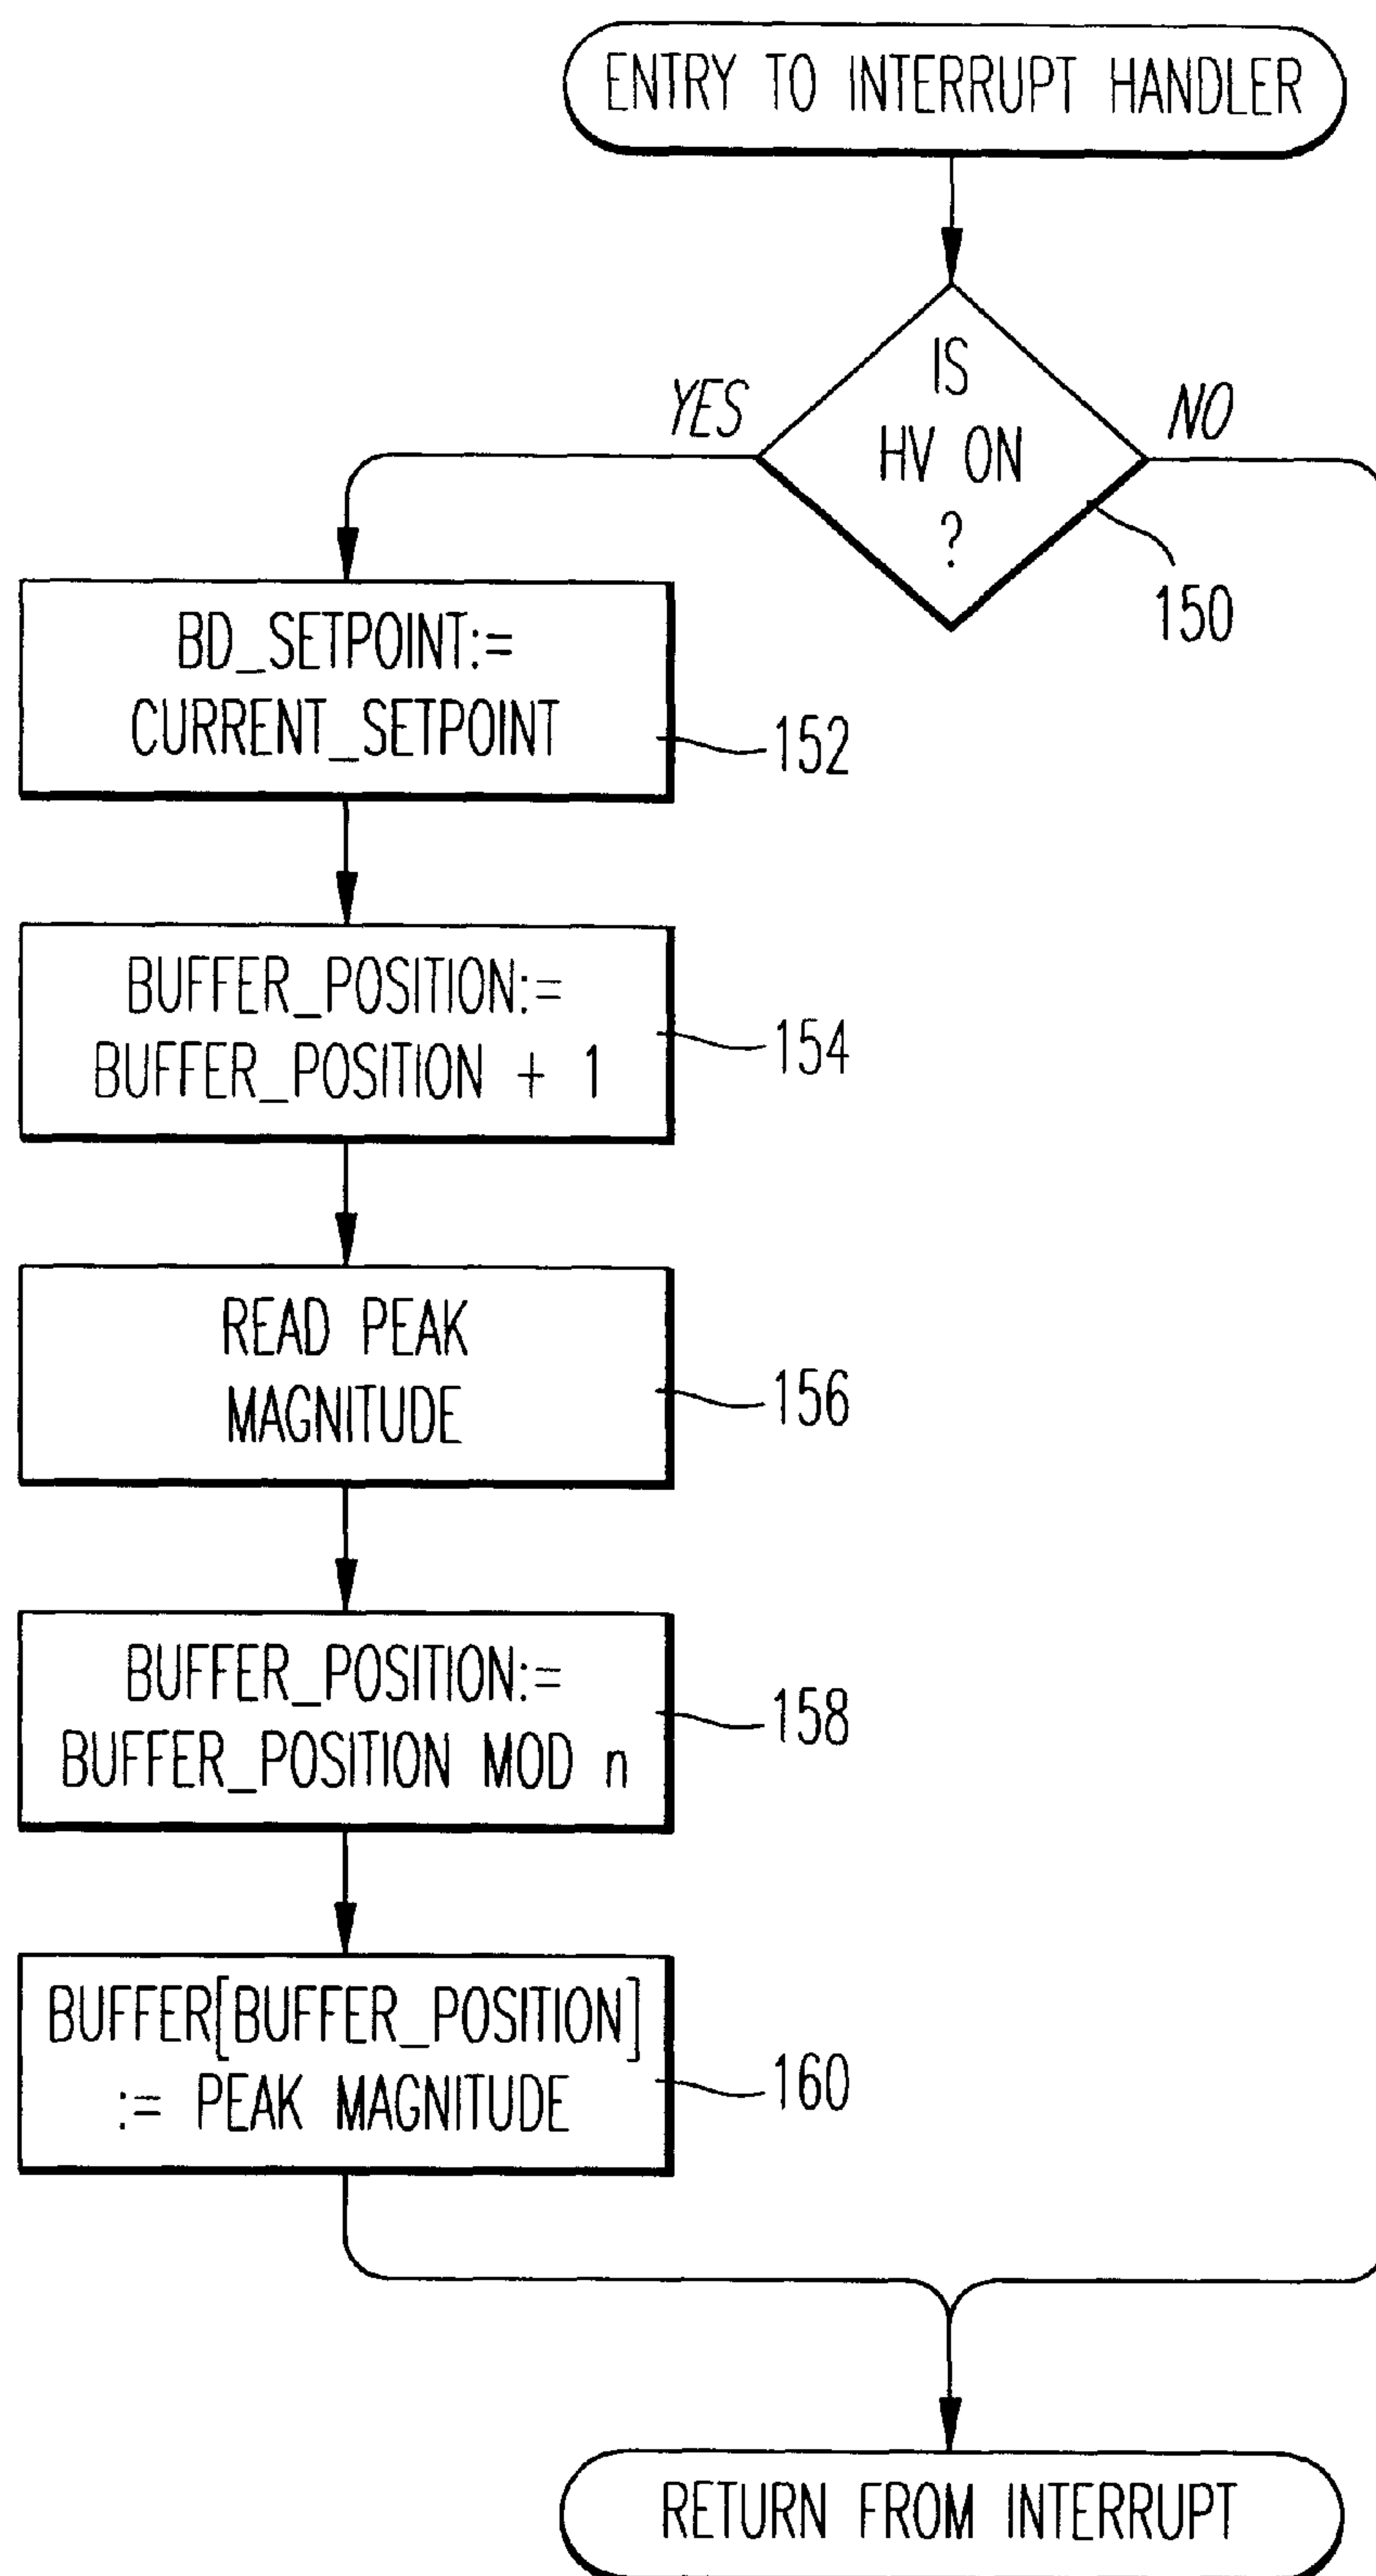 ENTRY TO INTERRUPT HANDLER
IS
HV ON
?
YES
NO
150
BD_SETPOINT:=
CURRENT_SETPOINT
152
BUFFER_POSITION:=
BUFFER_POSITION + 1
154
READ PEAK
MAGNITUDE
156
BUFFER_POSITION:=
BUFFER_POSITION MOD n
158
BUFFER[BUFFER_POSITION]
:= PEAK MAGNITUDE
160
RETURN FROM INTERRUPT